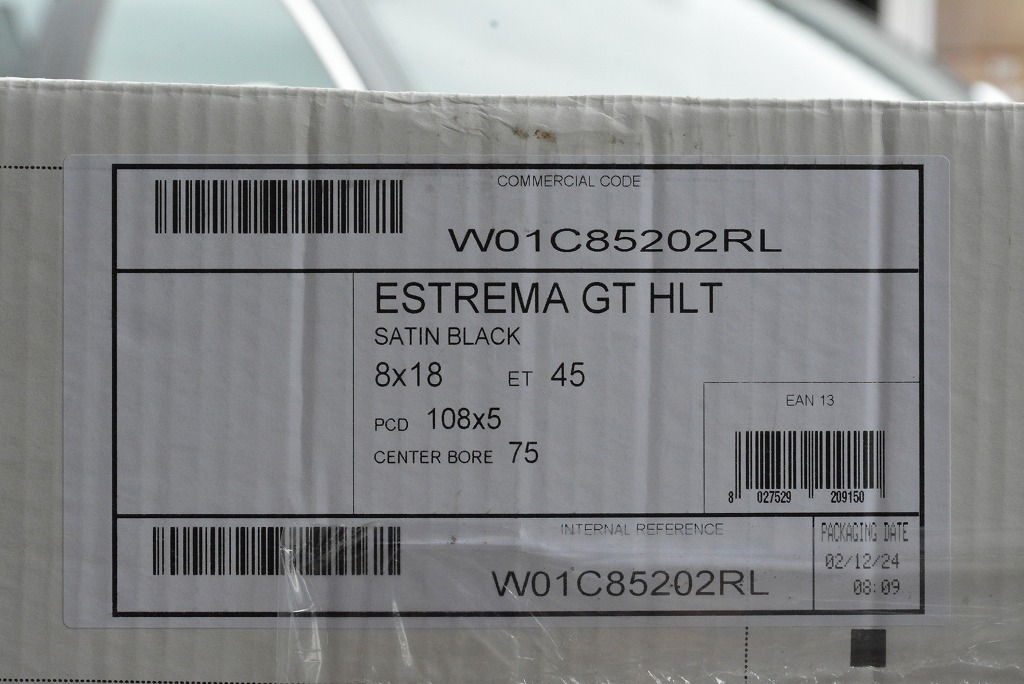 COMMERCIAL CODE
W01C85202RL
ESTREMA GT HLT
SATIN BLACK
8x18 ET 45
PCD 108x5
CENTER BORE 75
EAN 13
8 027529 209150
INTERNAL REFERENCE
W01C85202RL
PACKAGING DATE
02/12/24
08:09